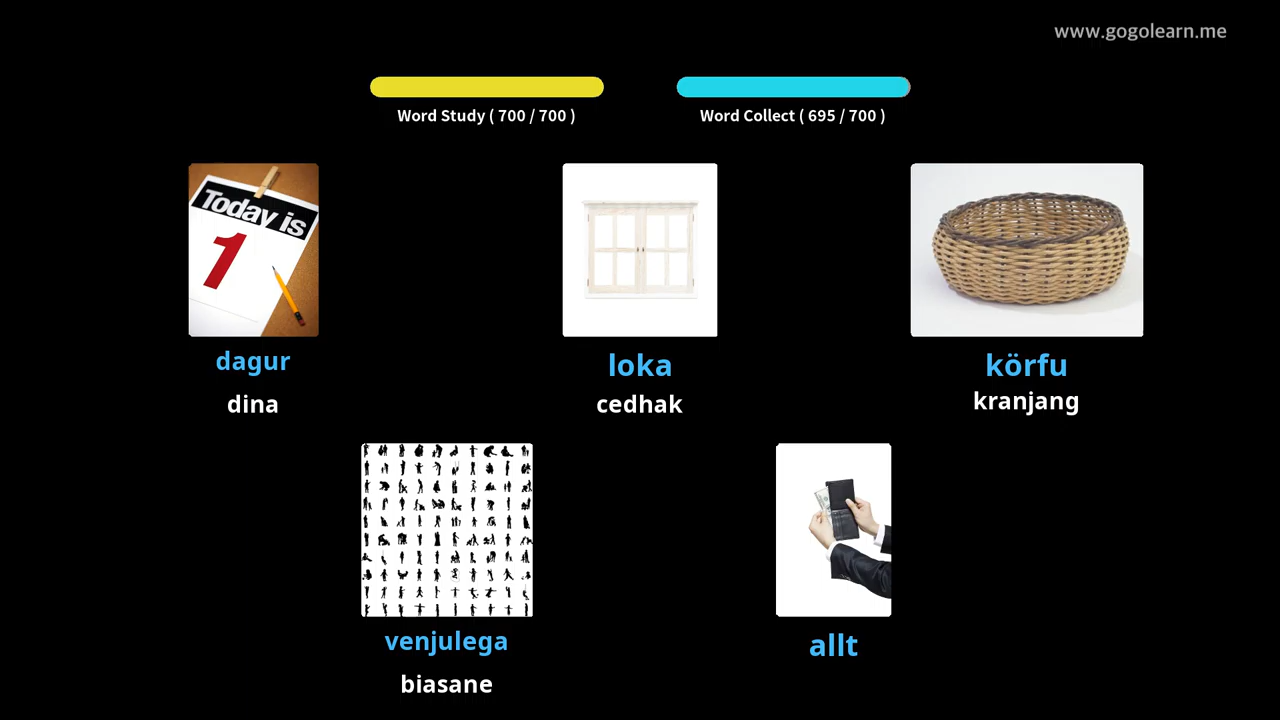 www.gogolearn.me
Word Study ( 700 / 700 )
Word Collect ( 695 / 700 )
Today is
1
dagur
dina
loka
cedhak
körfu
kranjang
venjulega
biasane
allt